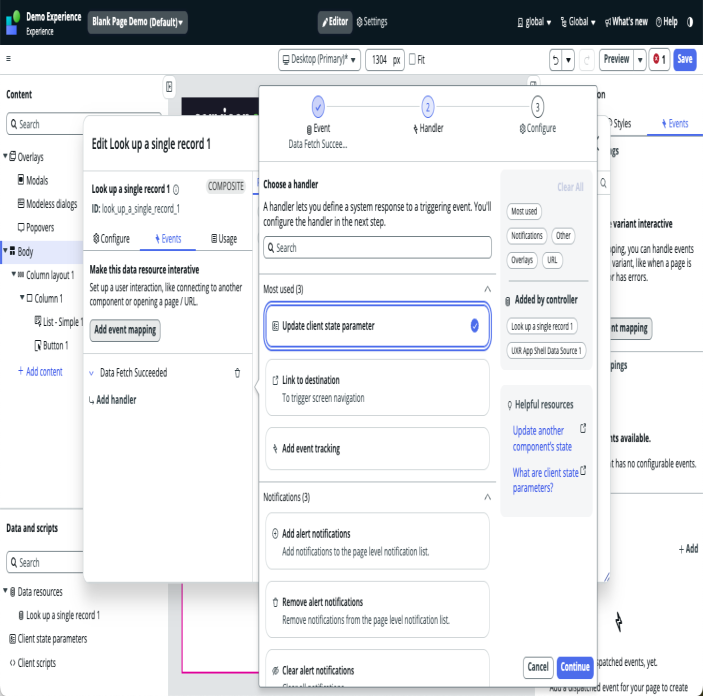 Demo Experience
Experience
Blank Page Demo (Default)
Editor
Settings
global
Global
What's new
Help
Desktop (Primary)*
1304 px
Fit
Preview
1
Save
Content
Search
Overlays
Modals
Modeless dialogs
Popovers
Body
Column layout 1
Column 1
List - Simple 1
Button 1
+ Add content
Data and scripts
Search
Data resources
Look up a single record 1
Client state parameters
Client scripts
Edit Look up a single record 1
Look up a single record 1
COMPOSITE
ID: look_up_a_single_record_1
Configure
Events
Usage
Make this data resource interative
Set up a user interaction, like connecting to another
component or opening a page / URL.
Add event mapping
Data Fetch Succeeded
Add handler
Event
Data Fetch Succee...
2
Handler
3
Configure
Choose a handler
A handler lets you define a system response to a triggering event. You'll
configure the handler in the next step.
Search
Most used (3)
Update client state parameter
Link to destination
To trigger screen navigation
Add event tracking
Notifications (3)
Add alert notifications
Add notifications to the page level notification list.
Remove alert notifications
Remove notifications from the page level notification list.
Clear alert notifications
Clear All
Most used
Notifications
Other
Overlays
URL
Added by controller
Look up a single record 1
UXR App Shell Data Source 1
Helpful resources
Update another
component's state
What are client state
parameters?
Cancel
Continue
Styles
Events
variant interactive
ping, you can handle events
variant, like when a page is
r has errors.
nt mapping
pings
nts available.
t has no configurable events.
+ Add
spatched events, yet.
Add a dispatched event for your page to create